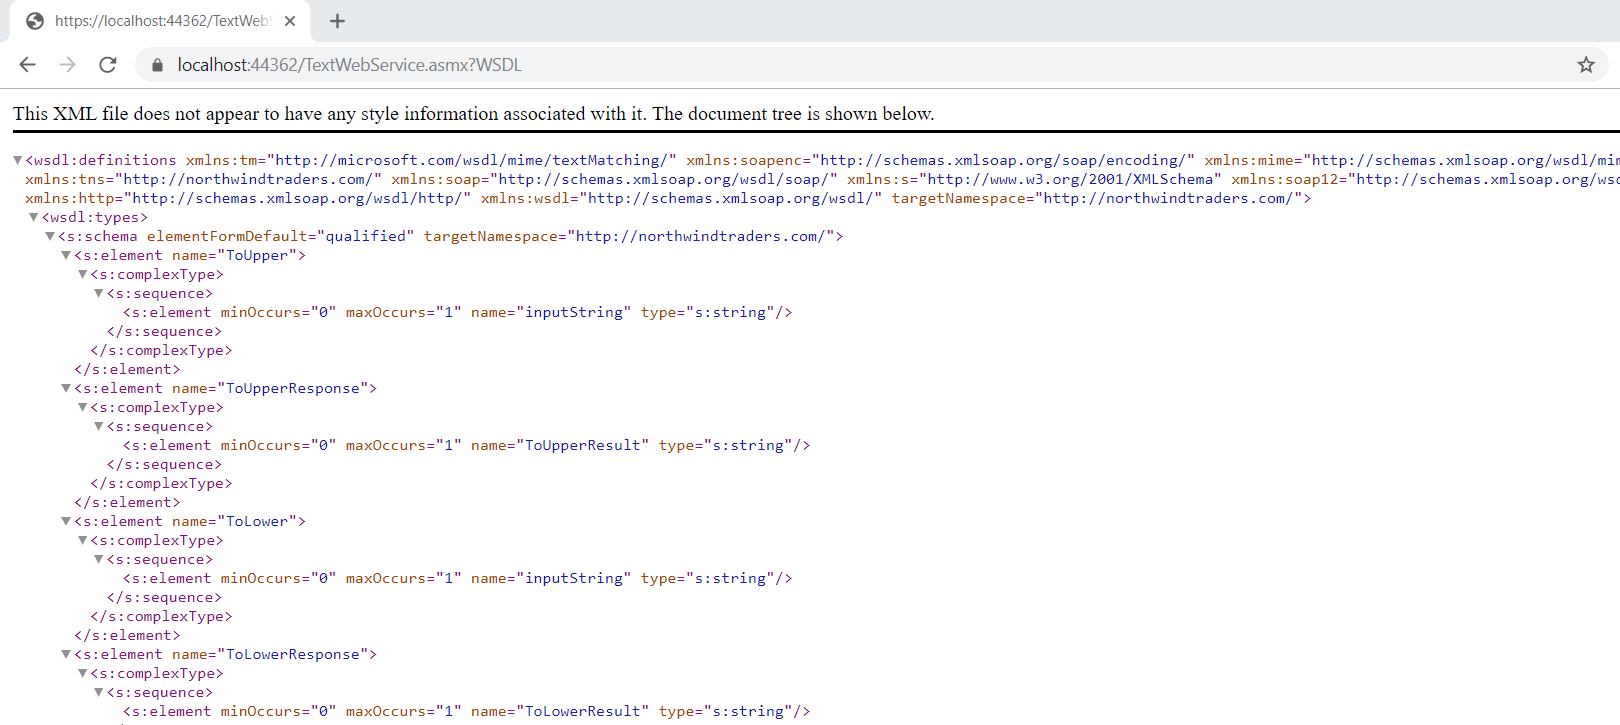 https://localhost:44362/TextWebS
localhost:44362/TextWebService.asmx?WSDL
This XML file does not appear to have any style information associated with it. The document tree is shown below.
<wsdl:definitions xmlns:tm="http://microsoft.com/wsdl/mime/textMatching/" xmlns:soapenc="http://schemas.xmlsoap.org/soap/encoding/" xmlns:mime="http://schemas.xmlsoap.org/wsdl/mim
xmlns:tns="http://northwindtraders.com/" xmlns:soap="http://schemas.xmlsoap.org/wsdl/soap/" xmlns:s="http://www.w3.org/2001/XMLSchema" xmlns:soap12="http://schemas.xmlsoap.org/wsd
xmlns:http="http://schemas.xmlsoap.org/wsdl/http/" xmlns:wsdl="http://schemas.xmlsoap.org/wsdl/" targetNamespace="http://northwindtraders.com/">
<wsdl:types>
<s:schema elementFormDefault="qualified" targetNamespace="http://northwindtraders.com/">
<s:element name="ToUpper">
<s:complexType>
<s:sequence>
<s:element minOccurs="0" maxOccurs="1" name="inputString" type="s:string"/>
</s:sequence>
</s:complexType>
</s:element>
<s:element name="ToUpperResponse">
<s:complexType>
<s:sequence>
<s:element minOccurs="0" maxOccurs="1" name="ToUpperResult" type="s:string"/>
</s:sequence>
</s:complexType>
</s:element>
<s:element name="ToLower">
<s:complexType>
<s:sequence>
<s:element minOccurs="0" maxOccurs="1" name="inputString" type="s:string"/>
</s:sequence>
</s:complexType>
</s:element>
<s:element name="ToLowerResponse">
<s:complexType>
<s:sequence>
<s:element minOccurs="0" maxOccurs="1" name="ToLowerResult" type="s:string"/>